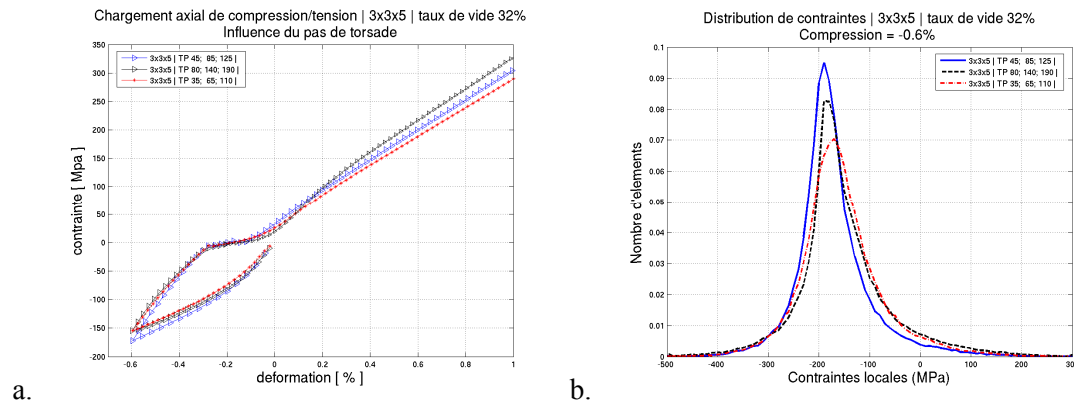 Chargement axial de compression/tension | 3x3x5 | taux de vide 32%
Influence du pas de torsade
350
300
250
200
150
100
50
0
-50
-100
-150
-200
contrainte [ Mpa ]
3x3x5 | TP 45; 85; 125 |
3x3x5 | TP 80; 140; 190 |
3x3x5 | TP 35; 65; 110 |
-0.6
-0.4
-0.2
0
0.2
0.4
0.6
0.8
1
deformation [ % ]
a.
Distribution de contraintes | 3x3x5 | taux de vide 32%
Compression = -0.6%
0.1
0.09
0.08
0.07
0.06
0.05
0.04
0.03
0.02
0.01
0
Nombre d'elements
3x3x5 | TP 45; 85; 125 |
3x3x5 | TP 80; 140; 190 |
3x3x5 | TP 35; 65; 110 |
-500
-400
-300
-200
-100
0
100
200
30
Contraintes locales (MPa)
b.